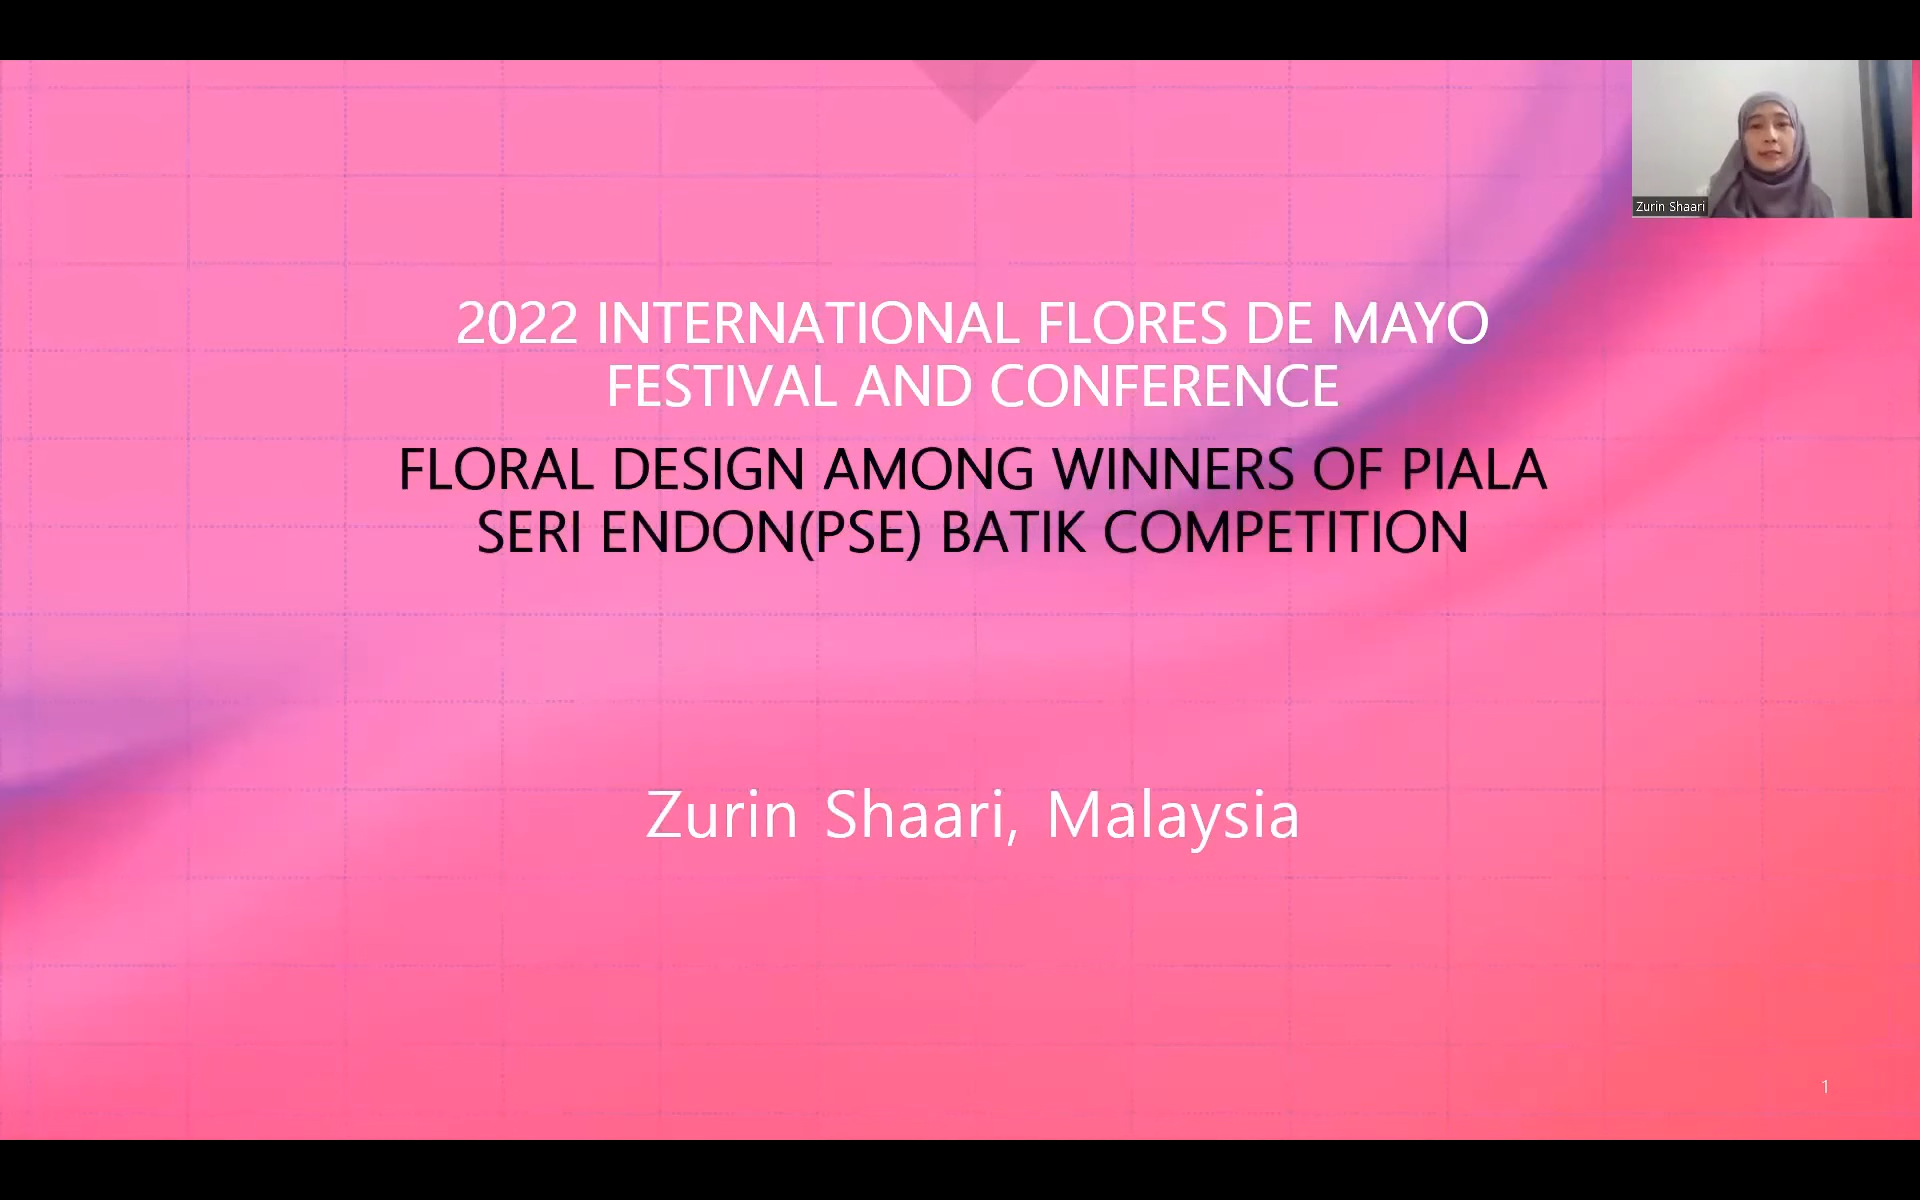 Zurin Shaari
2022 INTERNATIONAL FLORES DE MAYO
FESTIVAL AND CONFERENCE
FLORAL DESIGN AMONG WINNERS OF PIALA
SERI ENDON(PSE) BATIK COMPETITION
Zurin Shaari, Malaysia
1